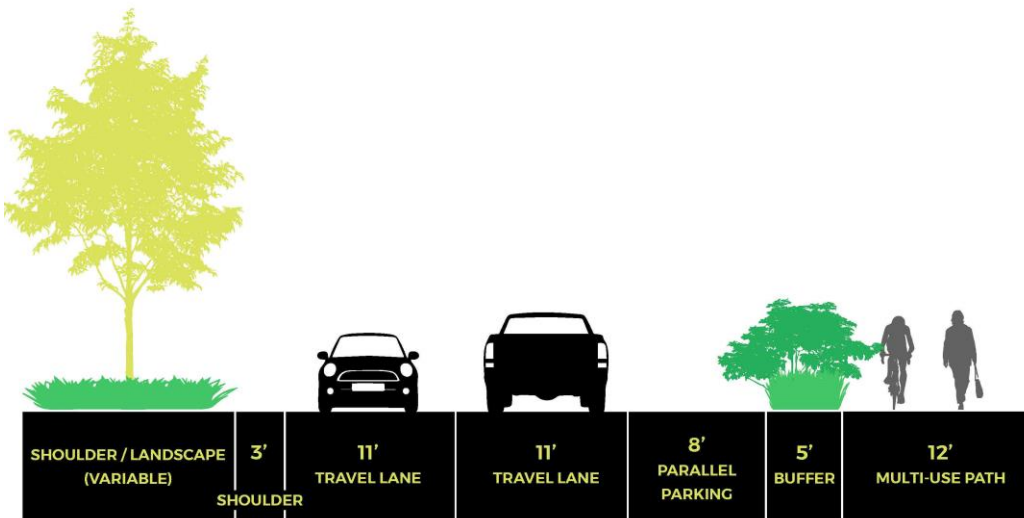 SHOULDER / LANDSCAPE
(VARIABLE)
3’
SHOULDER
11’
TRAVEL LANE
11’
TRAVEL LANE
8’
PARALLEL
PARKING
5’
BUFFER
12’
MULTI-USE PATH